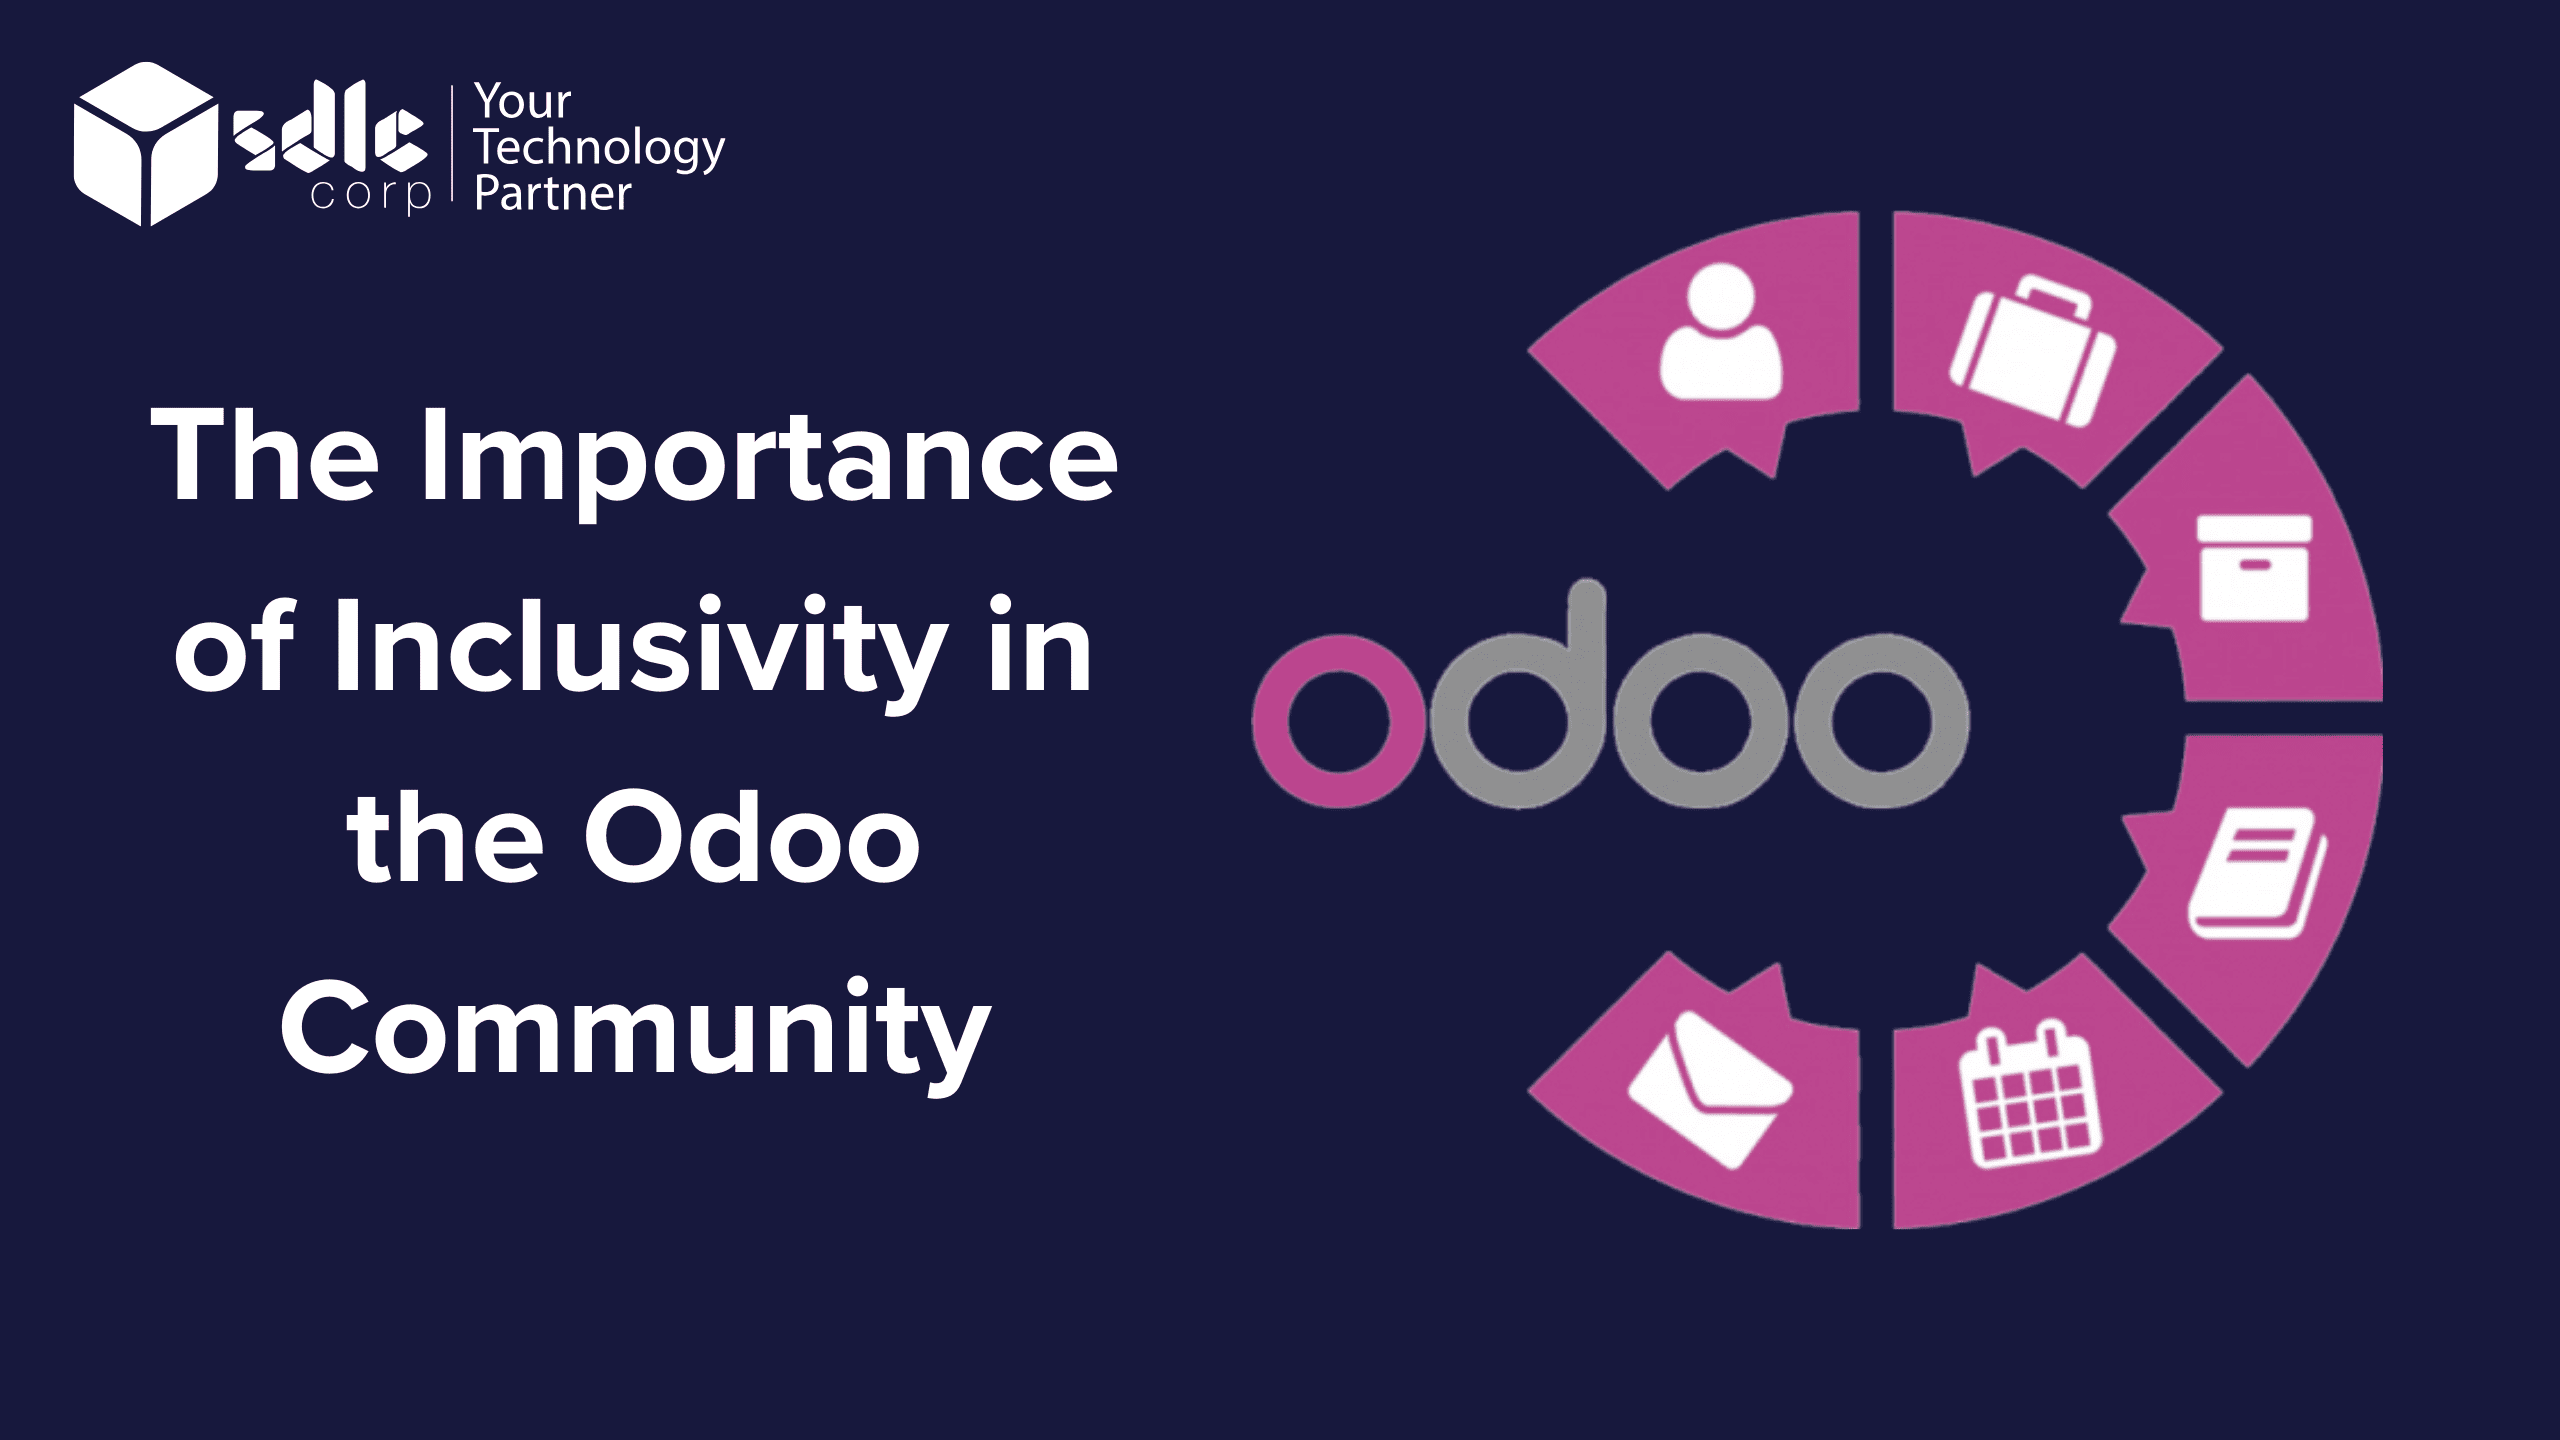 sdlc
corp
Your
Technology
Partner
The Importance
of Inclusivity in
the Odoo
Community
odoo